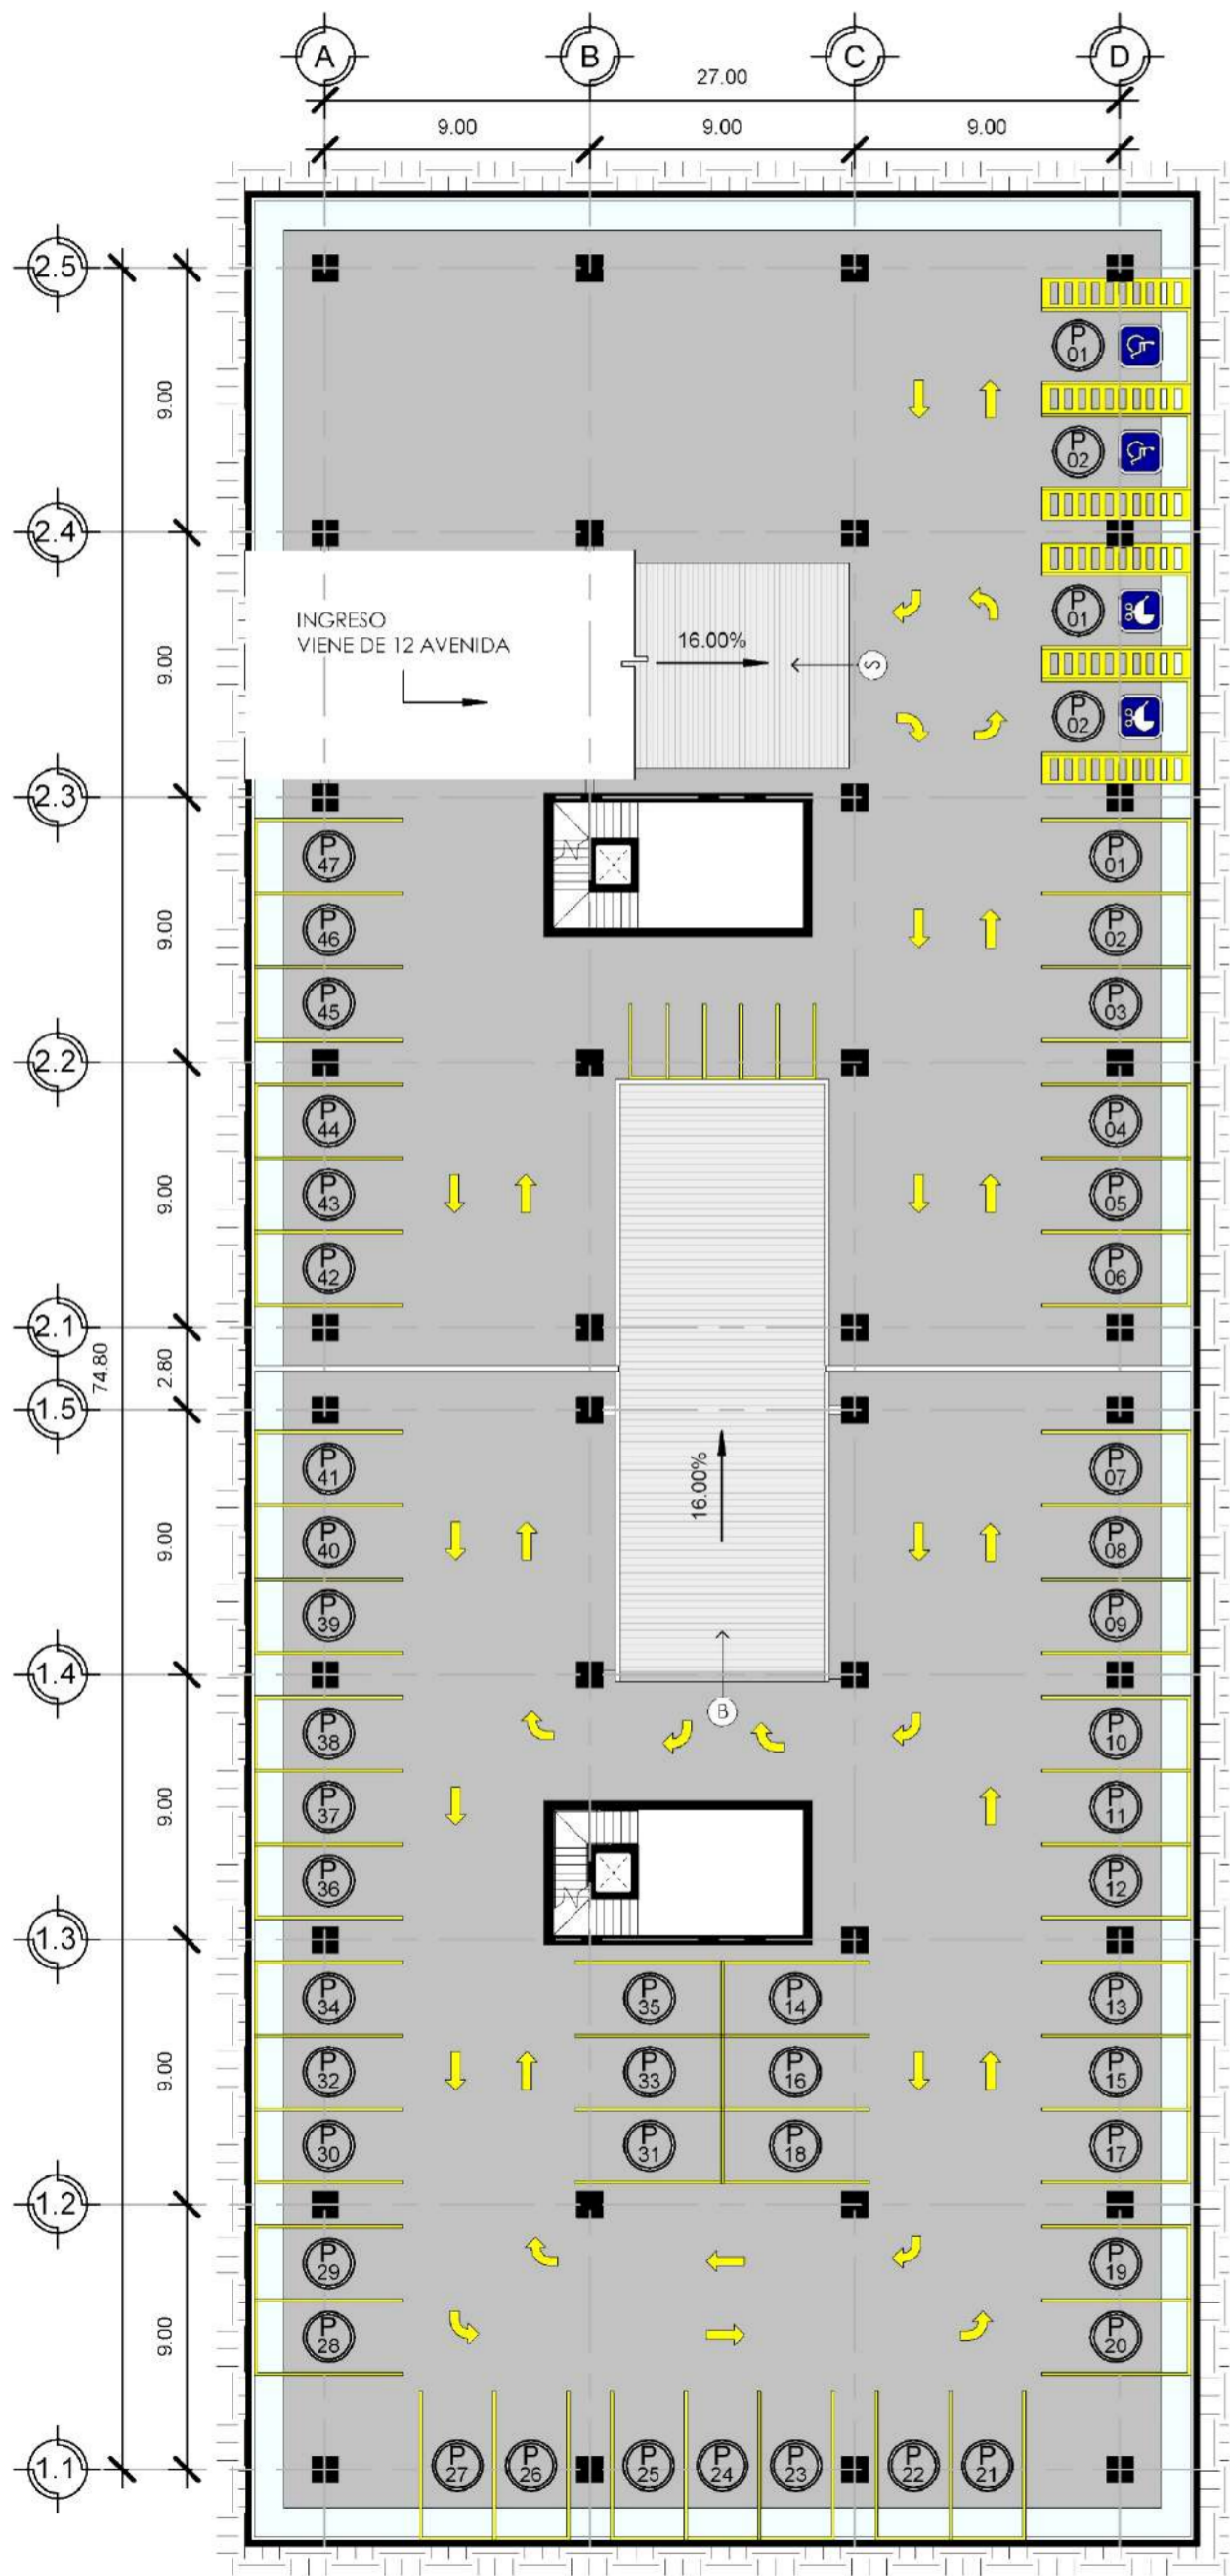 A
B
C
D
27.00
9.00
9.00
9.00
2.5
P
01
9.00
P
02
2.4
INGRESO
VIENE DE 12 AVENIDA
16.00%
S
9.00
P
01
P
02
2.3
P
47
P
01
9.00
P
46
P
02
P
45
P
03
2.2
P
44
P
04
9.00
P
43
P
05
P
42
P
06
2.1
74.80
2.80
1.5
P
41
P
07
16.00%
9.00
P
40
P
08
P
39
P
09
1.4
B
P
38
P
10
9.00
P
37
P
11
P
36
P
12
1.3
P
34
P
35
P
14
P
13
9.00
P
32
P
33
P
16
P
15
P
30
P
31
P
18
P
17
1.2
P
29
P
19
9.00
P
28
P
20
1.1
P
27
P
26
P
25
P
24
P
23
P
22
P
21